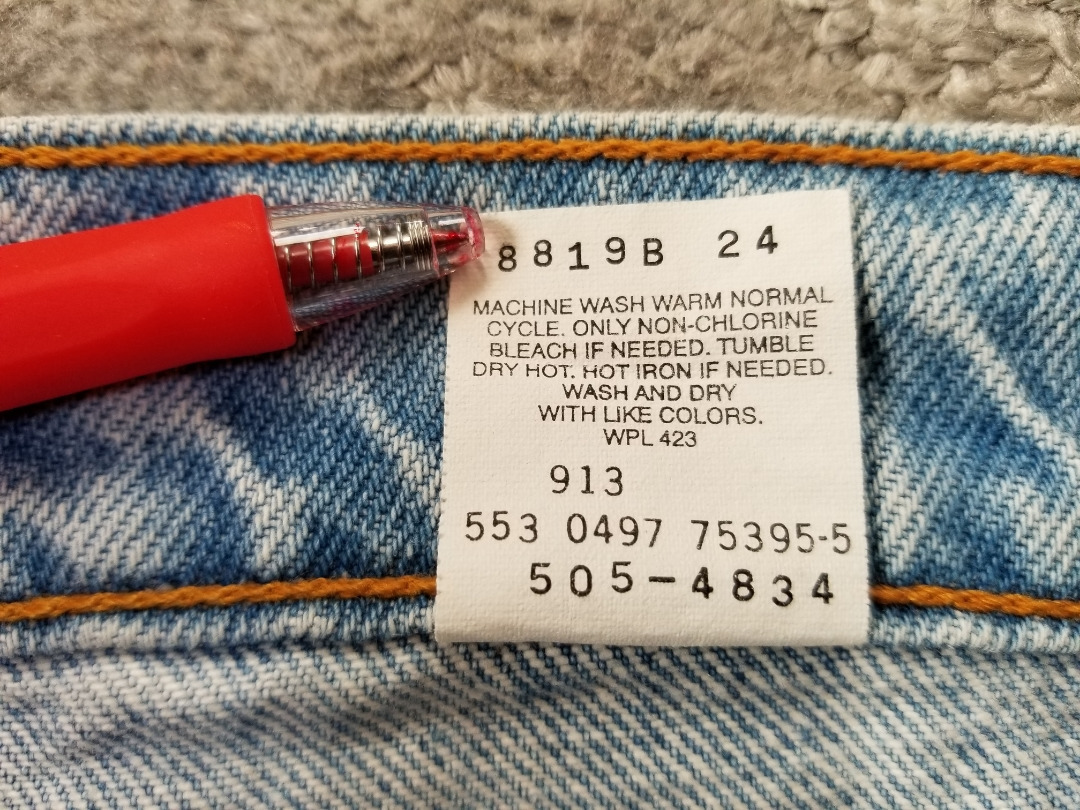 8819B 24
MACHINE WASH WARM NORMAL
CYCLE. ONLY NON-CHLORINE
BLEACH IF NEEDED. TUMBLE
DRY HOT. HOT IRON IF NEEDED.
WASH AND DRY
WITH LIKE COLORS.
WPL 423
913
553 0497 75395-5
505-4834